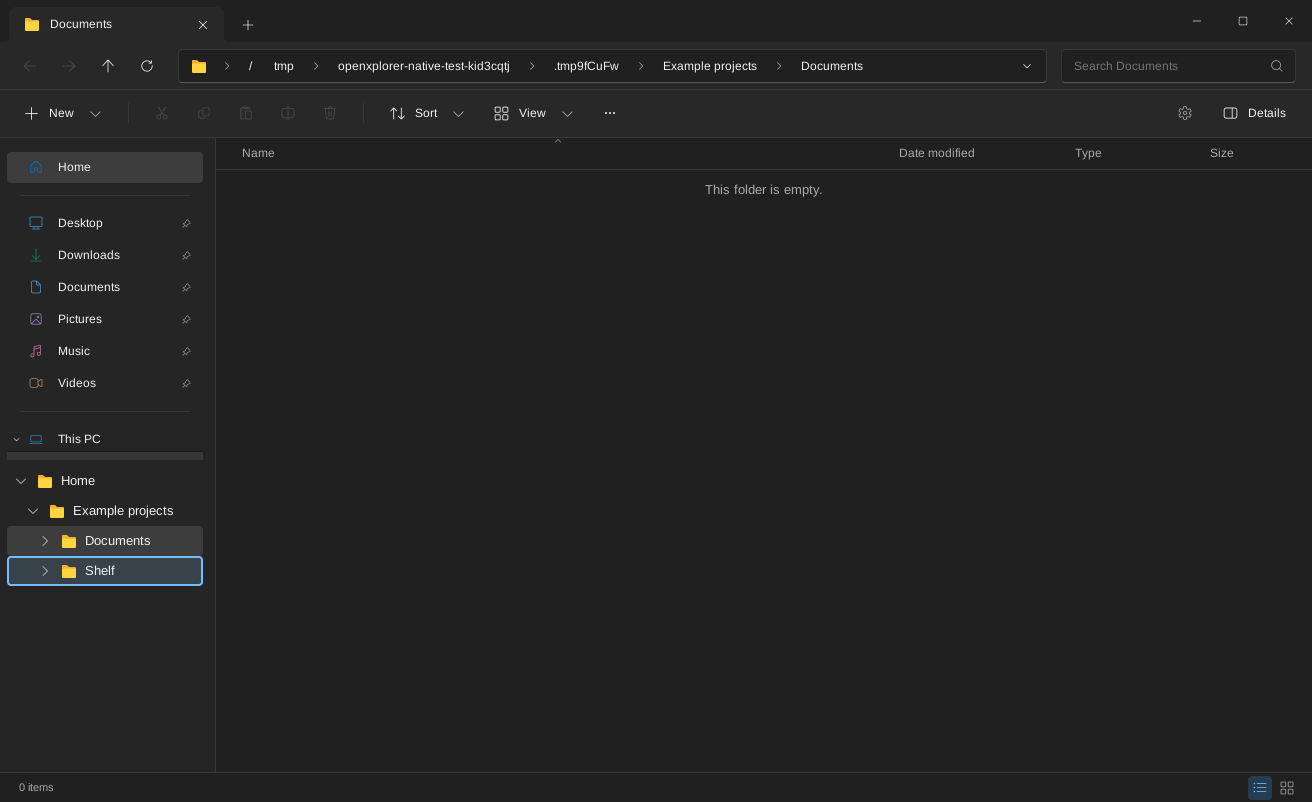 Documents
/ tmp openxplorer-native-test-kid3cqtj .tmp9fCuFw Example projects Documents
Search Documents
New Sort View Details
Name Date modified Type Size
This folder is empty.
Home
Desktop
Downloads
Documents
Pictures
Music
Videos
This PC
Home
Example projects
Documents
Shelf
0 items